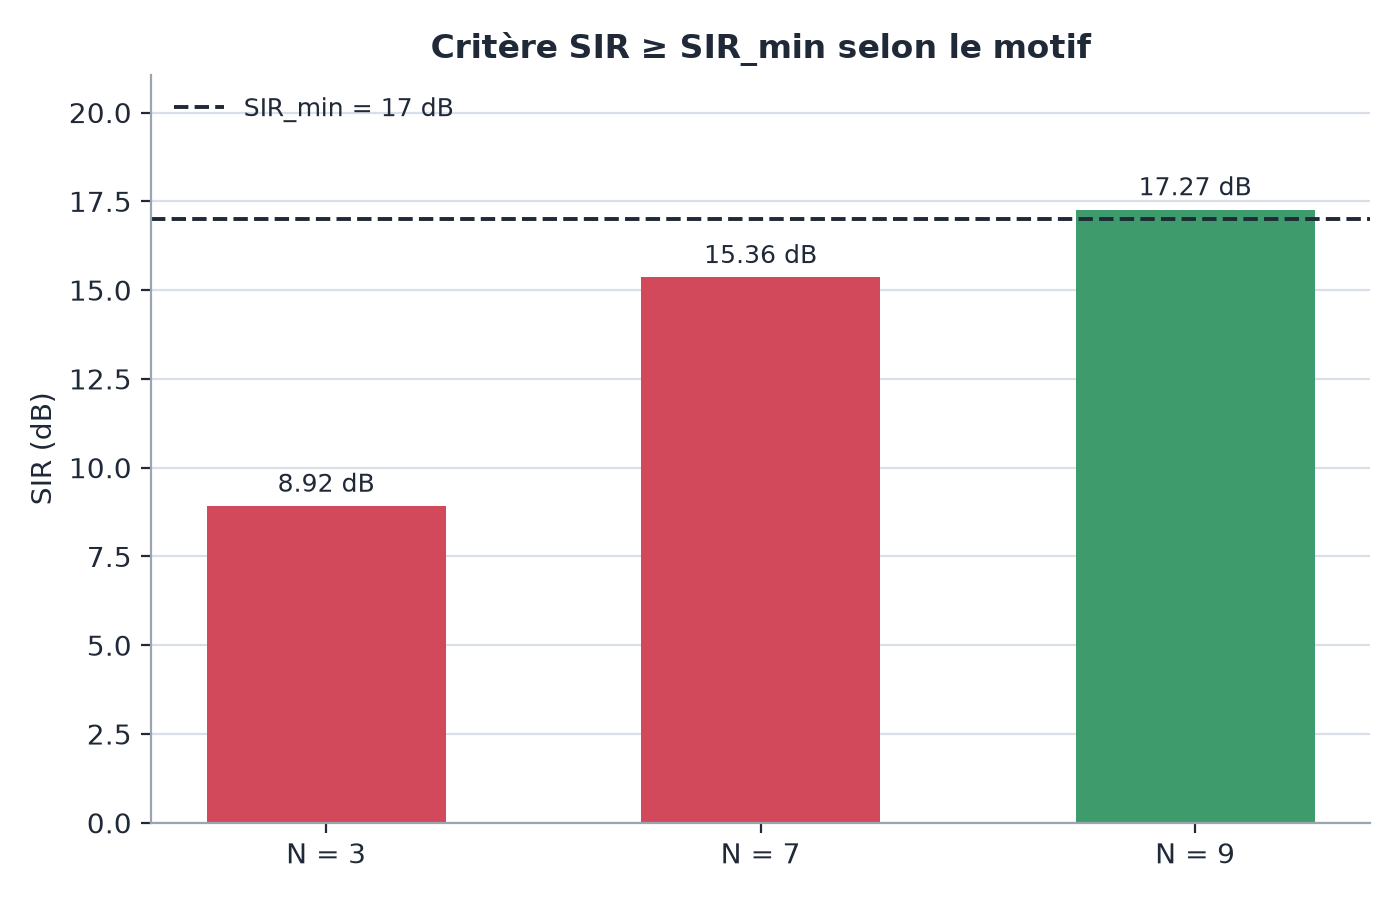 Critère SIR ≥ SIR_min selon le motif
SIR_min = 17 dB
20.0
17.5
15.0
12.5
10.0
7.5
5.0
2.5
0.0
SIR (dB)
8.92 dB
15.36 dB
17.27 dB
N = 3
N = 7
N = 9